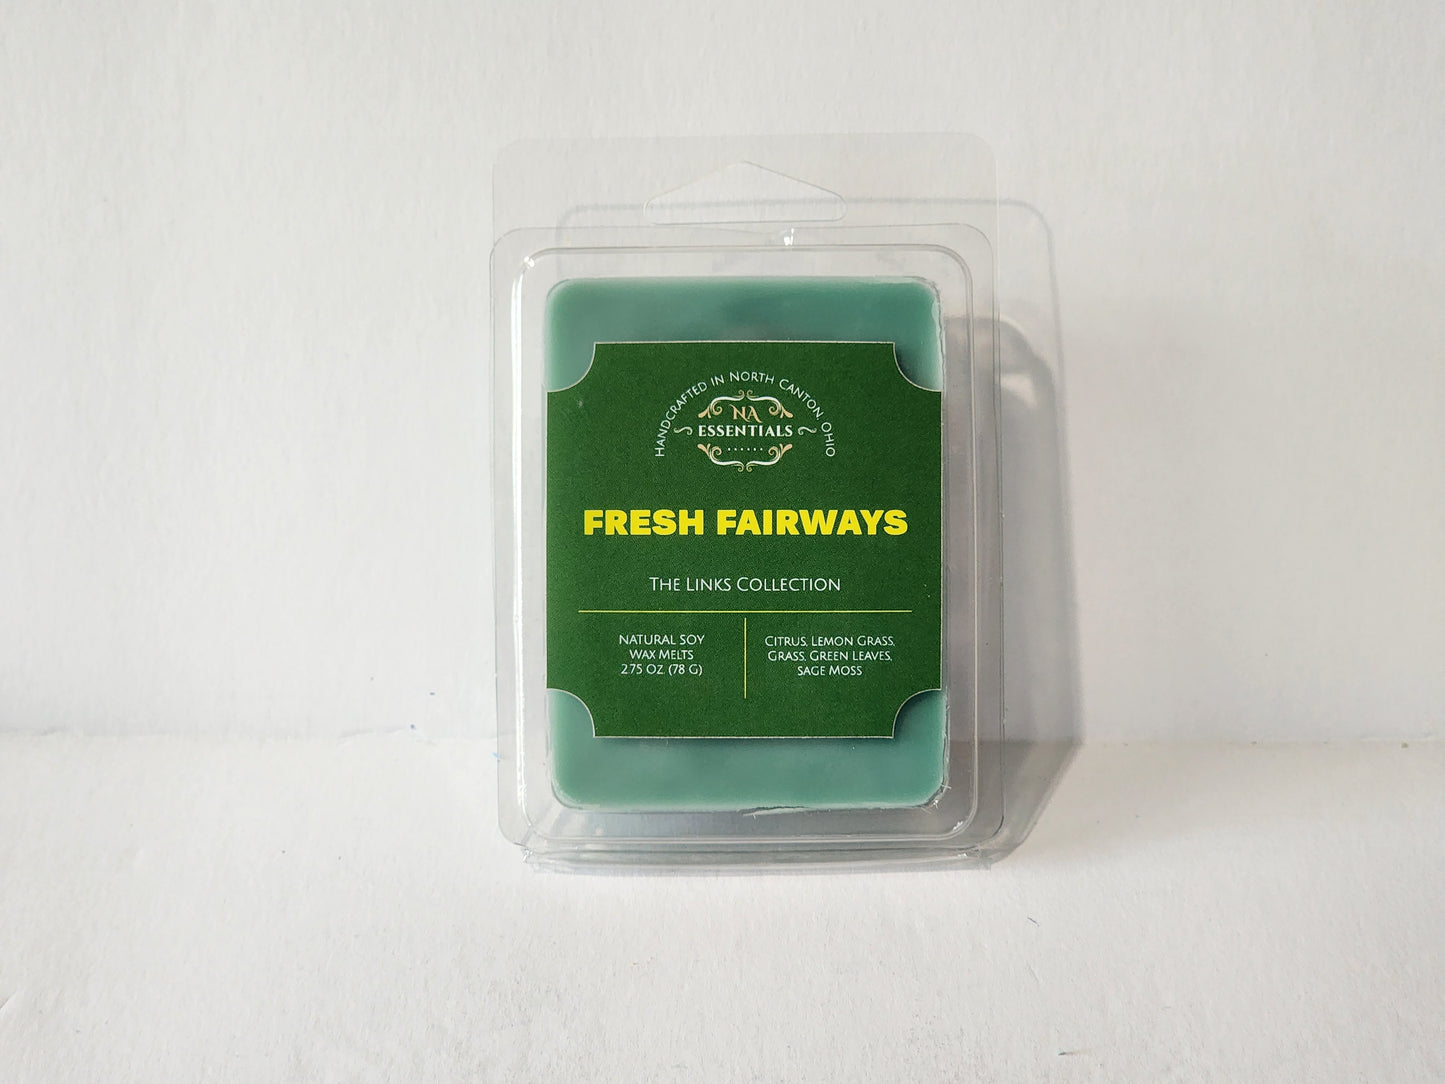 HANDCRAFTED IN NORTH CANTON, OHIO
NA
ESSENTIALS
FRESH FAIRWAYS
THE LINKS COLLECTION
NATURAL SOY
WAX MELTS
2.75 OZ. (78 G)
CITRUS, LEMON GRASS,
GRASS, GREEN LEAVES,
SAGE MOSS